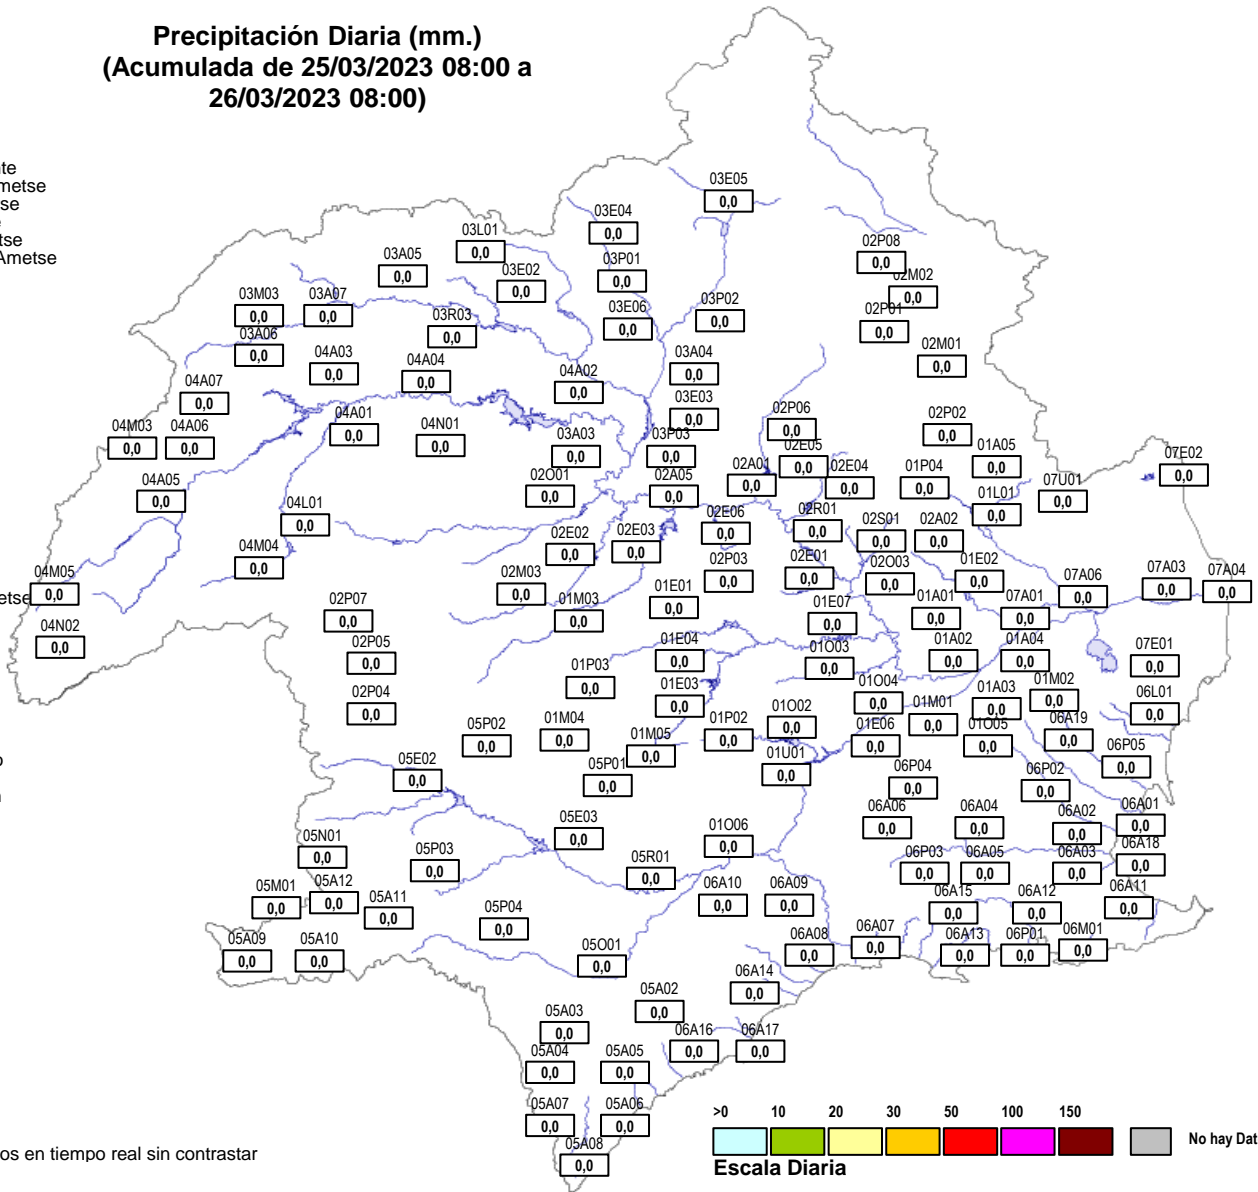 Precipitación Diaria (mm.)
(Acumulada de 25/03/2023 08:00 a
26/03/2023 08:00)
03E05
0,0
03E04
0,0
03L01
0,0
03A05
0,0
03P01
0,0
03E02
0,0
02P08
0,0
02M02
0,0
03M03
0,0
03A07
0,0
03R03
0,0
03E06
0,0
03P02
0,0
02P01
0,0
03A06
0,0
04A03
0,0
04A04
0,0
04A02
0,0
03A04
0,0
02M01
0,0
04A07
0,0
03E03
0,0
04M03
0,0
04A06
0,0
04A01
0,0
04N01
0,0
03A03
0,0
03P03
0,0
02P06
0,0
02P02
0,0
02E05
0,0
01A05
0,0
07E02
0,0
04A05
0,0
02O01
0,0
02A05
0,0
02A01
0,0
02E04
0,0
01P04
0,0
07U01
0,0
01L01
0,0
04L01
0,0
02E06
0,0
02R01
0,0
02S01
0,0
02A02
0,0
02E02
0,0
02E03
0,0
04M04
0,0
02P03
0,0
02E01
0,0
02O03
0,0
01E02
0,0
04M05
0,0
02M03
0,0
01E01
0,0
07A06
0,0
07A03
0,0
07A04
0,0
02P07
0,0
01M03
0,0
01E07
0,0
01A01
0,0
07A01
0,0
04N02
0,0
02P05
0,0
01E04
0,0
01O03
0,0
01A02
0,0
01A04
0,0
07E01
0,0
01P03
0,0
01E03
0,0
01O04
0,0
01A03
0,0
01M02
0,0
06L01
0,0
02P04
0,0
01M01
0,0
05P02
0,0
01M04
0,0
01P02
0,0
01O02
0,0
01E06
0,0
01O05
0,0
06A19
0,0
01M05
0,0
05E02
0,0
05P01
0,0
01U01
0,0
06P04
0,0
06P02
0,0
06P05
0,0
05E03
0,0
01O06
0,0
06A06
0,0
06A04
0,0
06A02
0,0
06A01
0,0
05N01
0,0
05P03
0,0
05R01
0,0
06P03
0,0
06A05
0,0
06A03
0,0
06A18
0,0
05M01
0,0
05A12
0,0
05A11
0,0
06A10
0,0
06A09
0,0
06A15
0,0
06A12
0,0
06A11
0,0
05P04
0,0
05A09
0,0
05A10
0,0
05O01
0,0
06A08
0,0
06A07
0,0
06A13
0,0
06P01
0,0
06M01
0,0
06A14
0,0
05A02
0,0
05A03
0,0
06A16
0,0
06A17
0,0
05A04
0,0
05A05
0,0
05A07
0,0
05A06
0,0
05A08
0,0
>0 10 20 30 50 100 150
No hay Dat
Escala Diaria
os en tiempo real sin contrastar